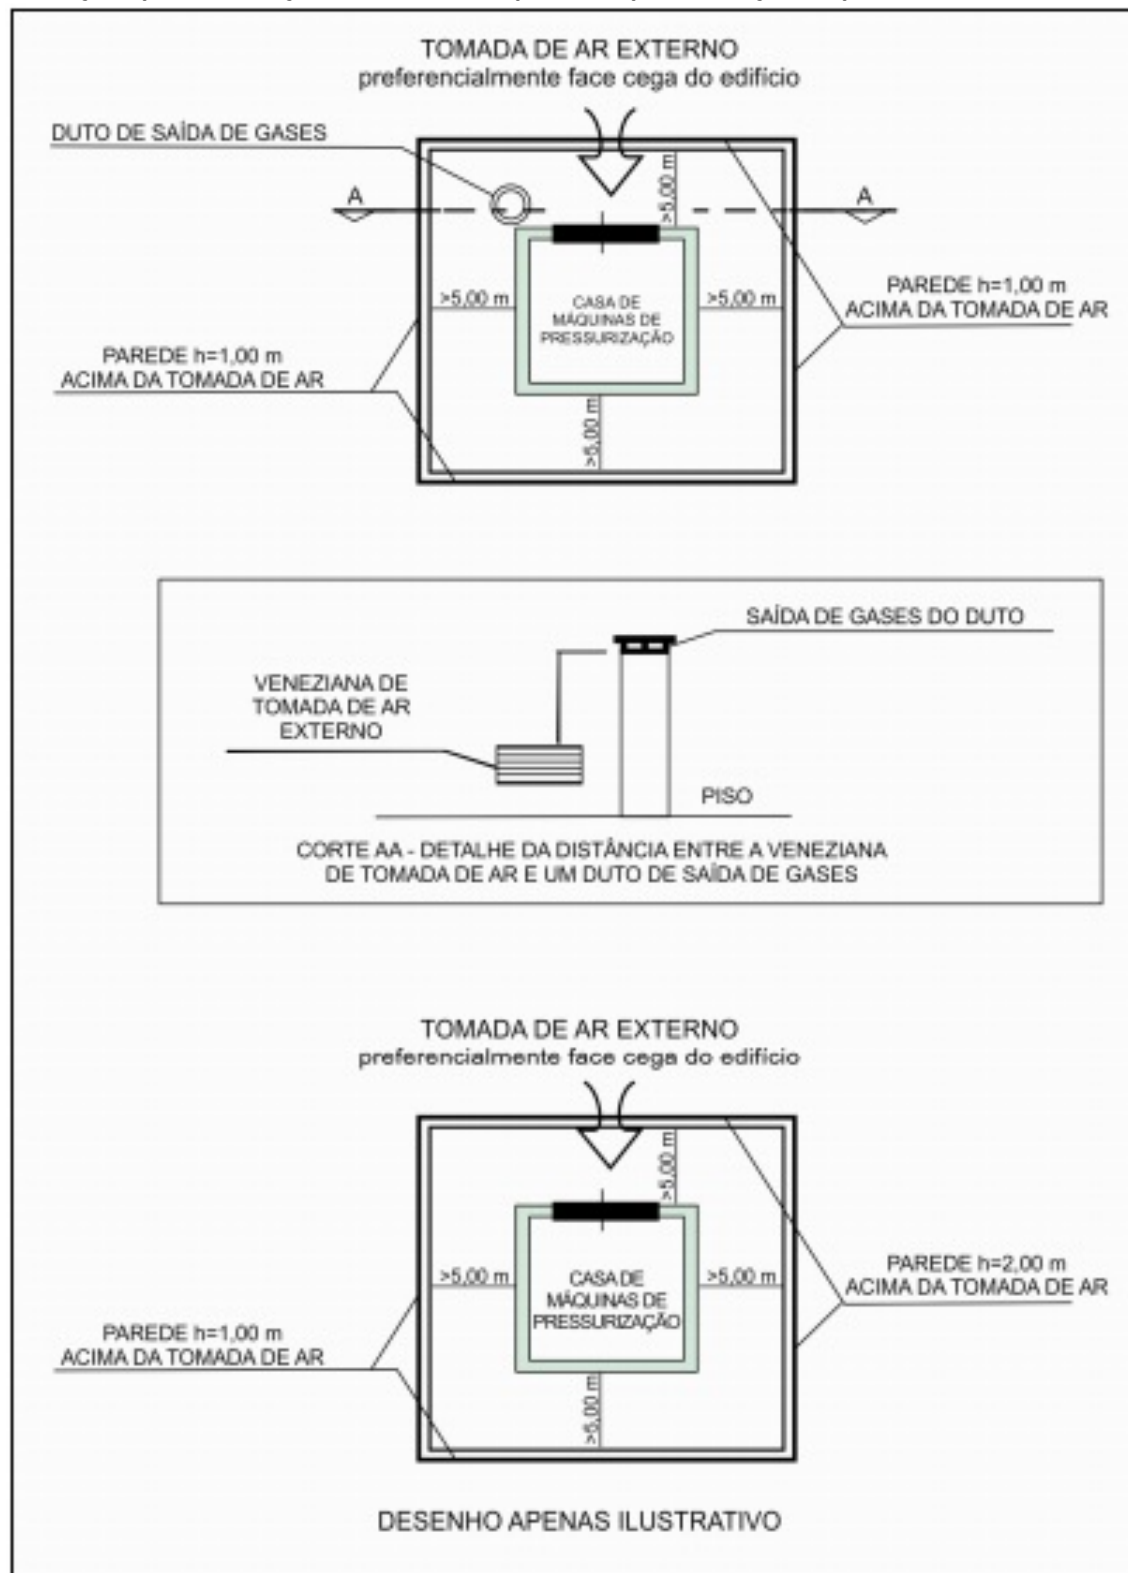 TOMADA DE AR EXTERNO
preferencialmente face cega do edifício
DUTO DE SAÍDA DE GASES
A
A
>5,00 m
>5,00 m
CASA DE
MÁQUINAS DE
PRESSURIZAÇÃO
>5,00 m
PAREDE h=1,00 m
ACIMA DA TOMADA DE AR
PAREDE h=1,00 m
ACIMA DA TOMADA DE AR
>5,00 m
SAÍDA DE GASES DO DUTO
VENEZIANA DE
TOMADA DE AR
EXTERNO
PISO
CORTE AA - DETALHE DA DISTÂNCIA ENTRE A VENEZIANA
DE TOMADA DE AR E UM DUTO DE SAÍDA DE GASES
TOMADA DE AR EXTERNO
preferencialmente face cega do edifício
>5,00 m
>5,00 m
CASA DE
MÁQUINAS DE
PRESSURIZAÇÃO
>5,00 m
PAREDE h=2,00 m
ACIMA DA TOMADA DE AR
PAREDE h=1,00 m
ACIMA DA TOMADA DE AR
>5,00 m
DESENHO APENAS ILUSTRATIVO